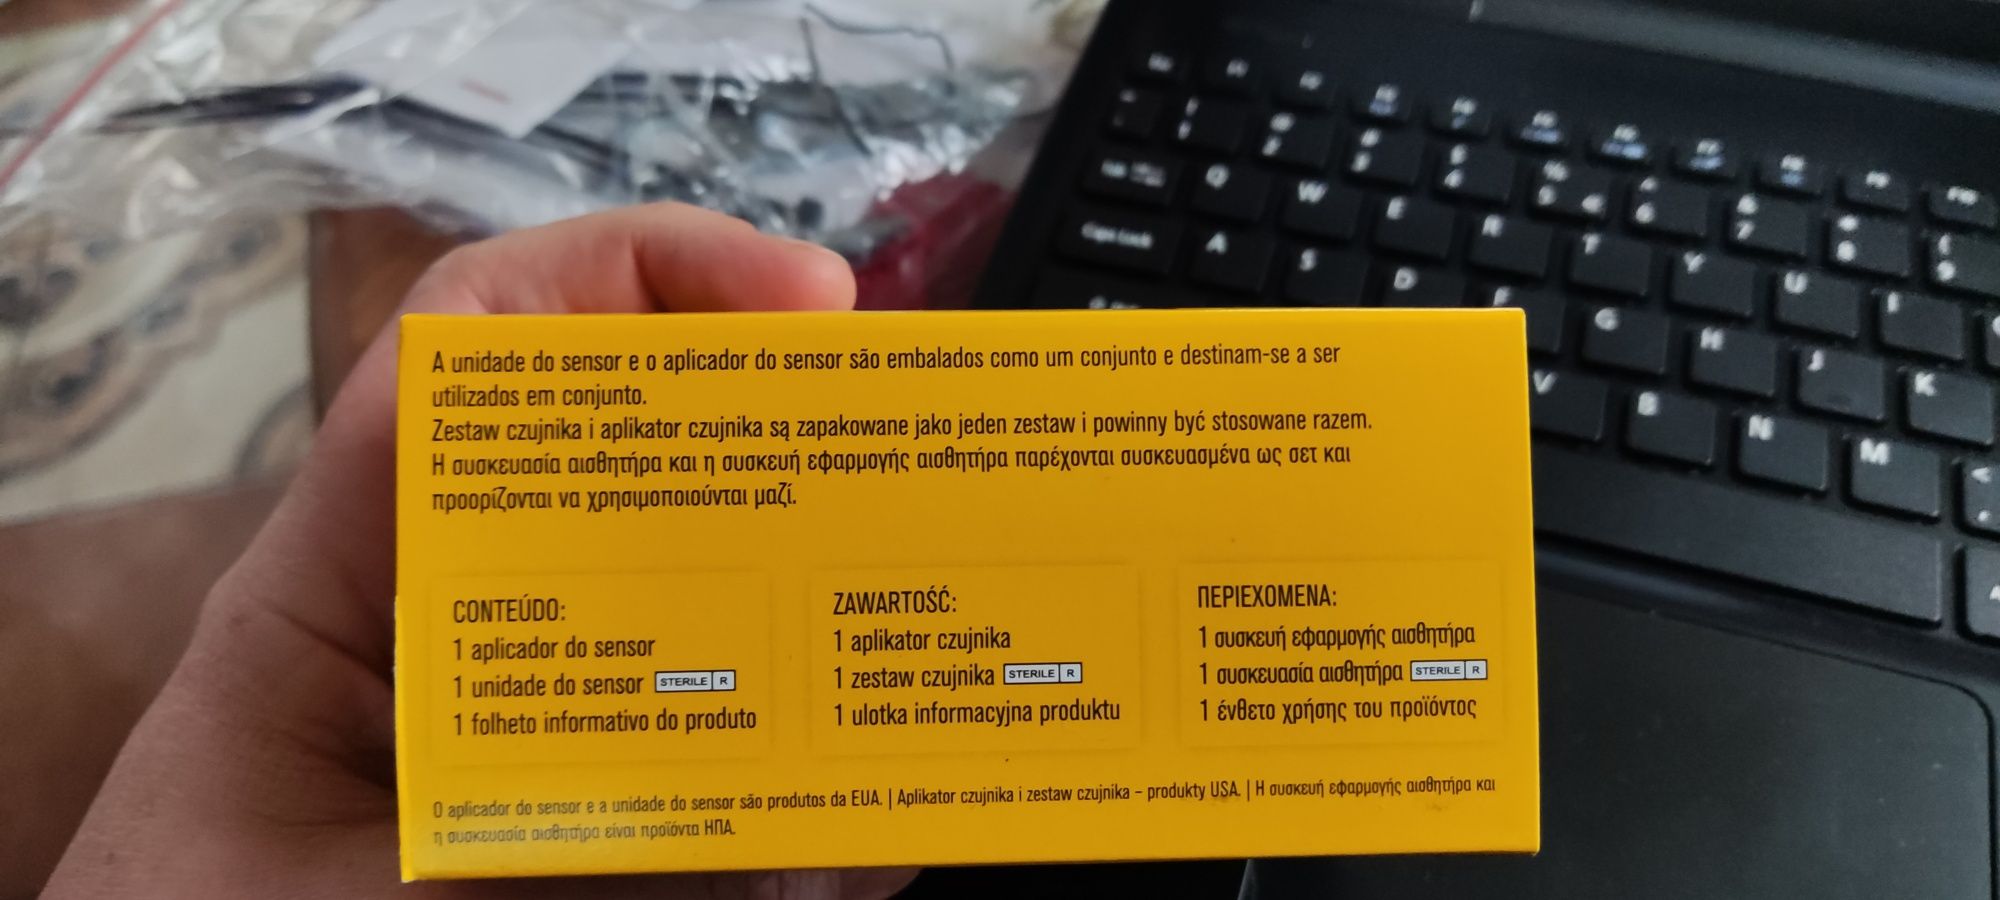 A unidade do sensor e o aplicador do sensor são embalados como um conjunto e destinam-se a ser
utilizados em conjunto.
Zestaw czujnika i aplikator czujnika są zapakowane jako jeden zestaw i powinny być stosowane razem.
Η συσκευασία αισθητήρα και η συσκευή εφαρμογής αισθητήρα παρέχονται συσκευασμένα ως σετ και
προορίζονται να χρησιμοποιούνται μαζί.
CONTEÚDO:
1 aplicador do sensor
1 unidade do sensor STERILE R
1 folheto informativo do produto
ZAWARTOŚĆ:
1 aplikator czujnika
1 zestaw czujnika STERILE R
1 ulotka informacyjna produktu
ΠΕΡΙΕΧΟΜΕΝΑ:
1 συσκευή εφαρμογής αισθητήρα
1 συσκευασία αισθητήρα STERILE R
1 ένθετο χρήσης του προϊόντος
O aplicador do sensor e a unidade do sensor são produtos da EUA. | Aplikator czujnika i zestaw czujnika – produkty USA. | Η συσκευή εφαρμογής αισθητήρα και
η συσκευασία αισθητήρα είναι προϊόντα ΗΠΑ.
Q W E R T Y U I
Caps Lock A S D F G H J K
V B N M